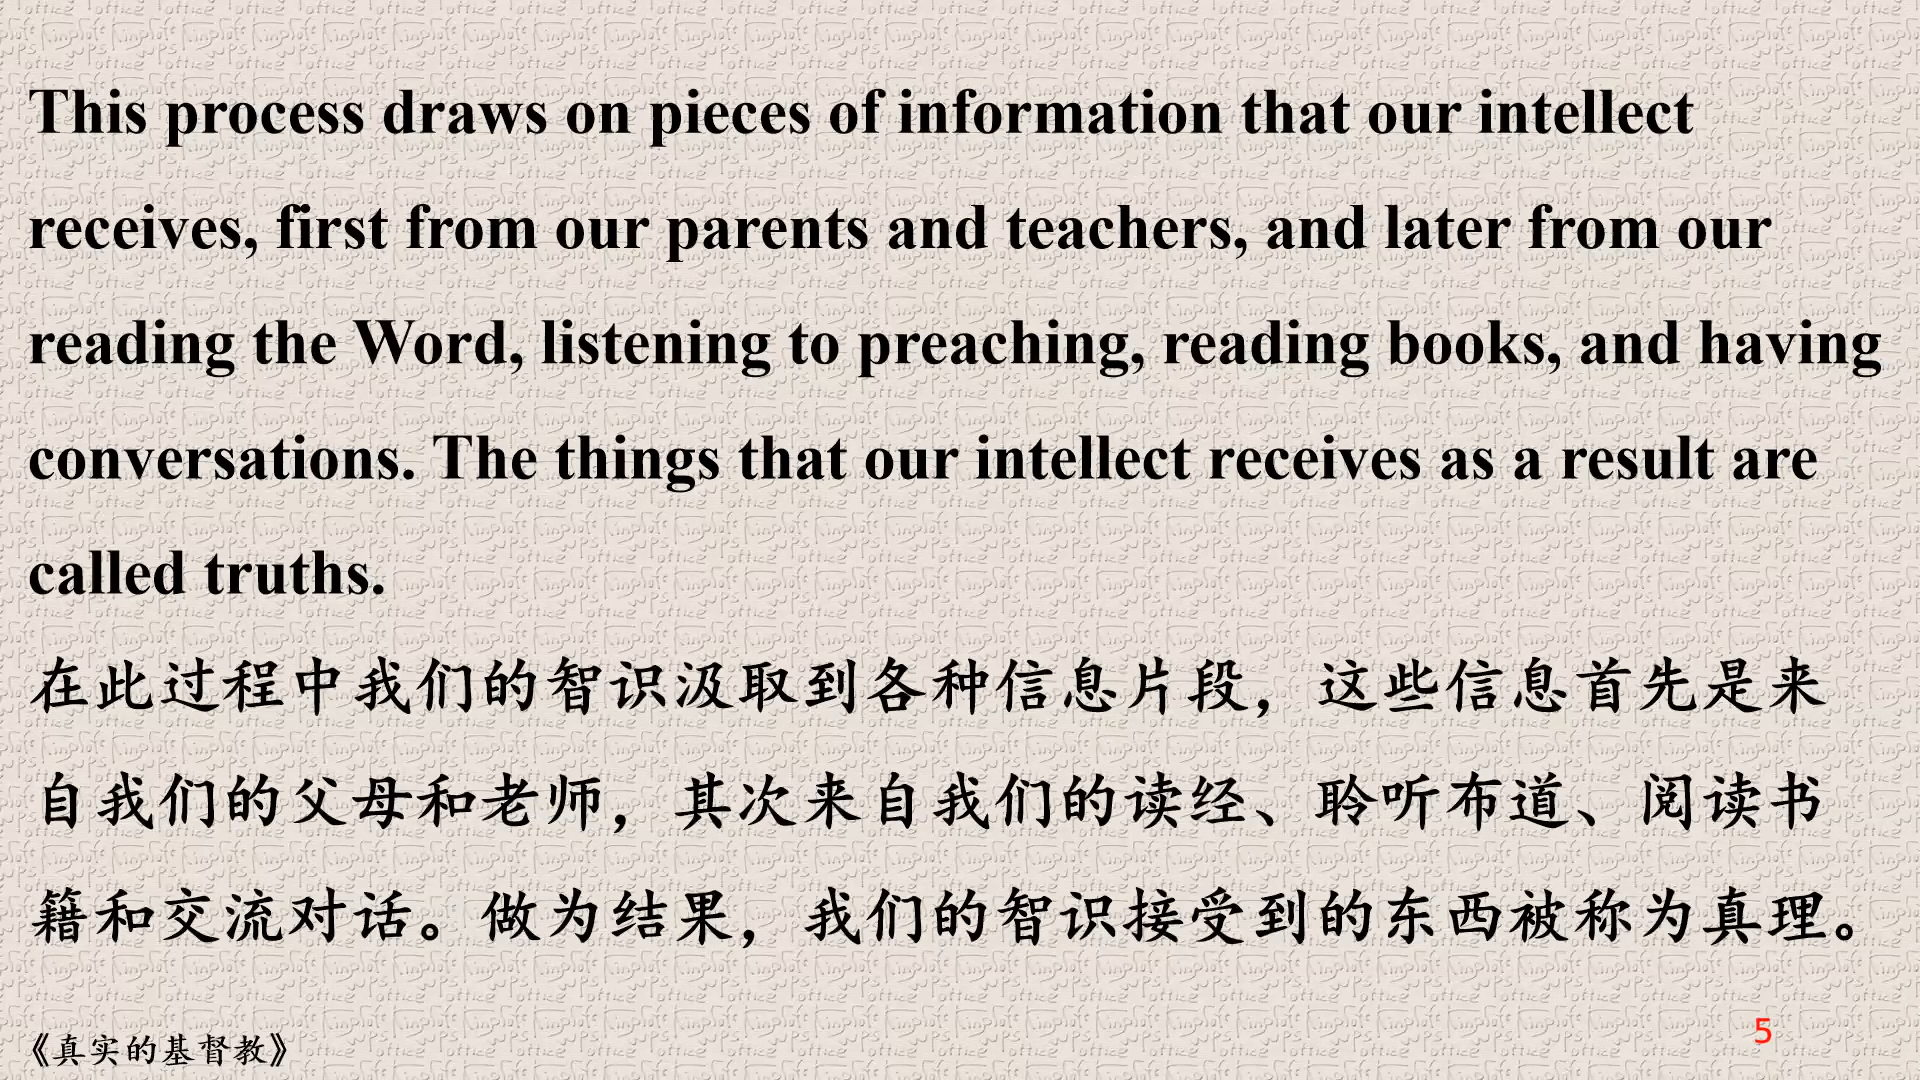 This process draws on pieces of information that our intellect
receives, first from our parents and teachers, and later from our
reading the Word, listening to preaching, reading books, and having
conversations. The things that our intellect receives as a result are
called truths.
在此过程中我们的智识汲取到各种信息片段，这些信息首先是来
自我们的父母和老师，其次来自我们的读经、聆听布道、阅读书
籍和交流对话。做为结果，我们的智识接受到的东西被称为真理。
《真实的基督教》
5